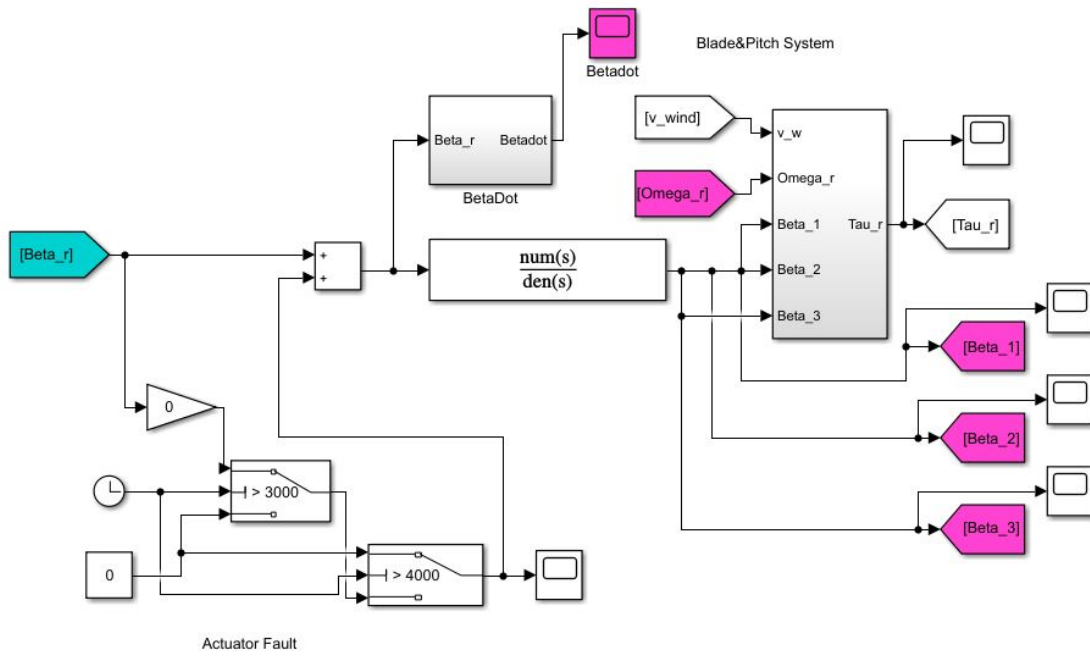 Blade&Pitch System
Betadot
[v_wind]
v_w
Beta_r
Betadot
BetaDot
[Omega_r]
Omega_r
Beta_1
Tau_r
[Tau_r]
[Beta_r]
+
+
num(s)
den(s)
Beta_2
Beta_3
[Beta_1]
0
[Beta_2]
> 3000
[Beta_3]
0
> 4000
Actuator Fault